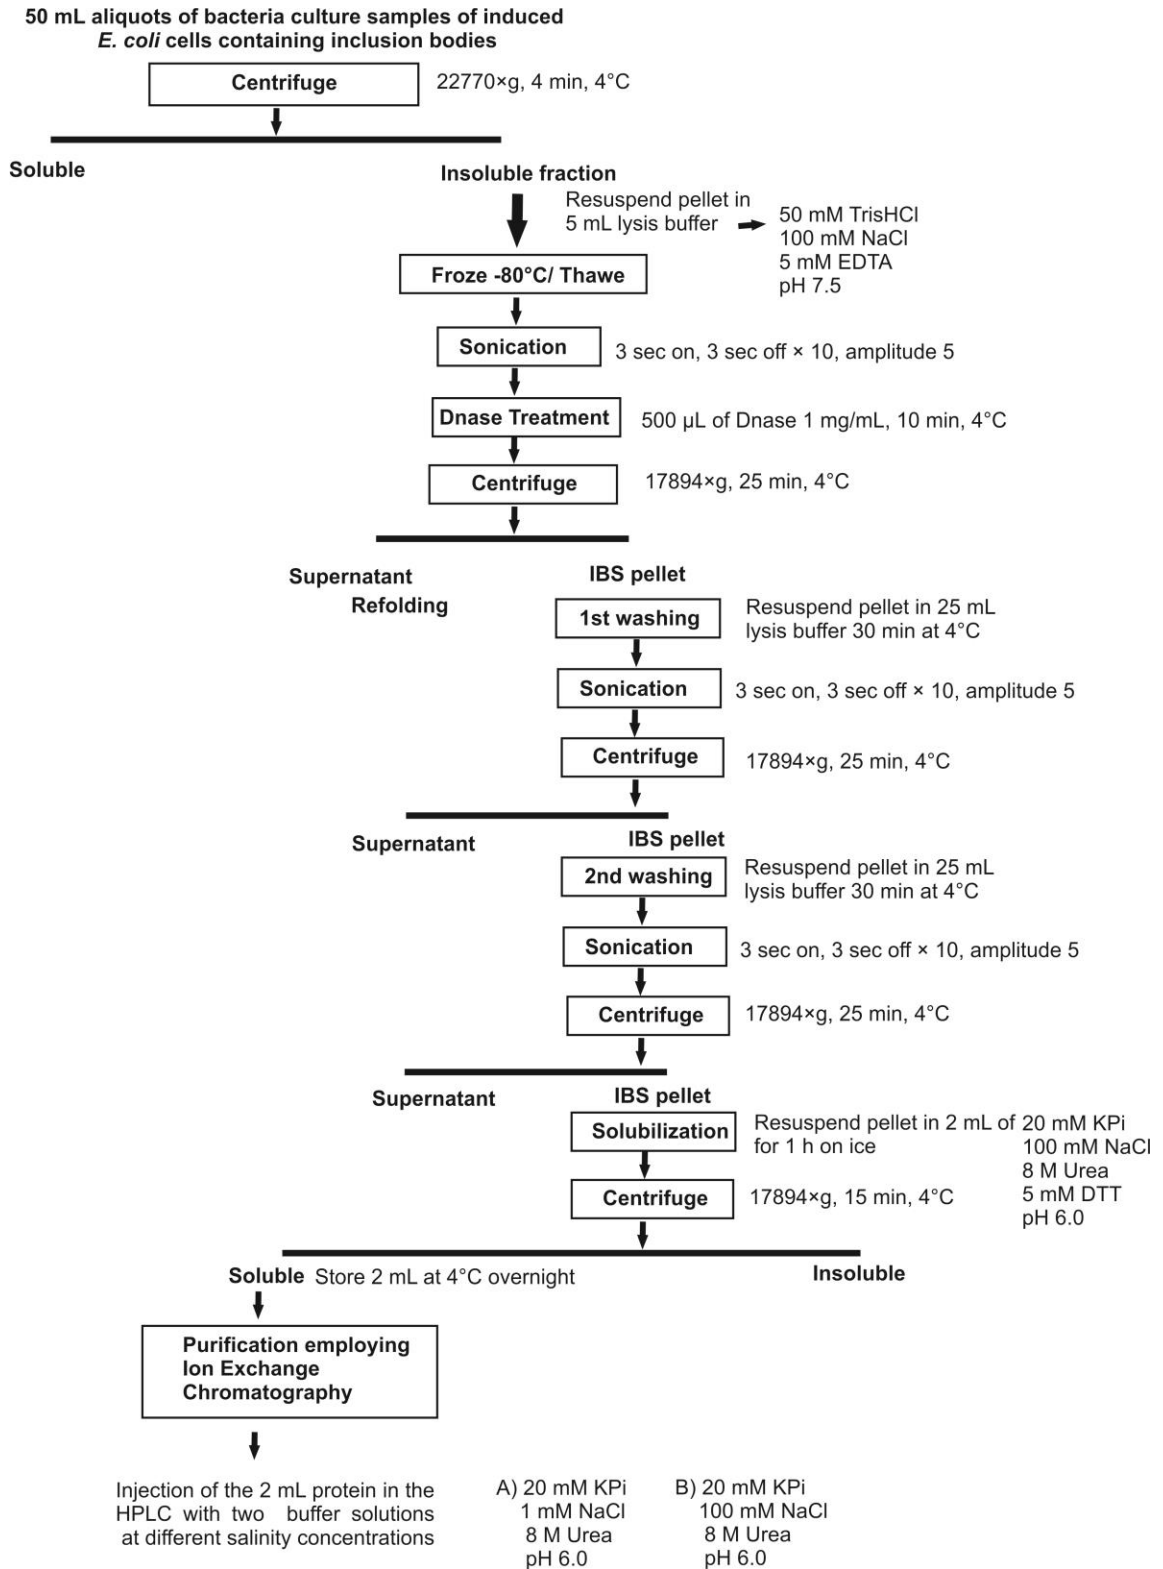 50 mL aliquots of bacteria culture samples of induced
E. coli cells containing inclusion bodies
Centrifuge
22770×g, 4 min, 4°C
Soluble
Insoluble fraction
Resuspend pellet in
5 mL lysis buffer
50 mM TrisHCl
100 mM NaCl
5 mM EDTA
pH 7.5
Froze -80°C/ Thawe
Sonication
3 sec on, 3 sec off × 10, amplitude 5
Dnase Treatment
500 µL of Dnase 1 mg/mL, 10 min, 4°C
Centrifuge
17894×g, 25 min, 4°C
Supernatant
Refolding
IBS pellet
1st washing
Resuspend pellet in 25 mL
lysis buffer 30 min at 4°C
Sonication
3 sec on, 3 sec off × 10, amplitude 5
Centrifuge
17894×g, 25 min, 4°C
Supernatant
IBS pellet
2nd washing
Resuspend pellet in 25 mL
lysis buffer 30 min at 4°C
Sonication
3 sec on, 3 sec off × 10, amplitude 5
Centrifuge
17894×g, 25 min, 4°C
Supernatant
IBS pellet
Solubilization
Resuspend pellet in 2 mL of
for 1 h on ice
20 mM KPi
100 mM NaCl
8 M Urea
5 mM DTT
pH 6.0
Centrifuge
17894×g, 15 min, 4°C
Soluble
Store 2 mL at 4°C overnight
Insoluble
Purification employing
Ion Exchange
Chromatography
Injection of the 2 mL protein in the
HPLC with two buffer solutions
at different salinity concentrations
A) 20 mM KPi
1 mM NaCl
8 M Urea
pH 6.0
B) 20 mM KPi
100 mM NaCl
8 M Urea
pH 6.0